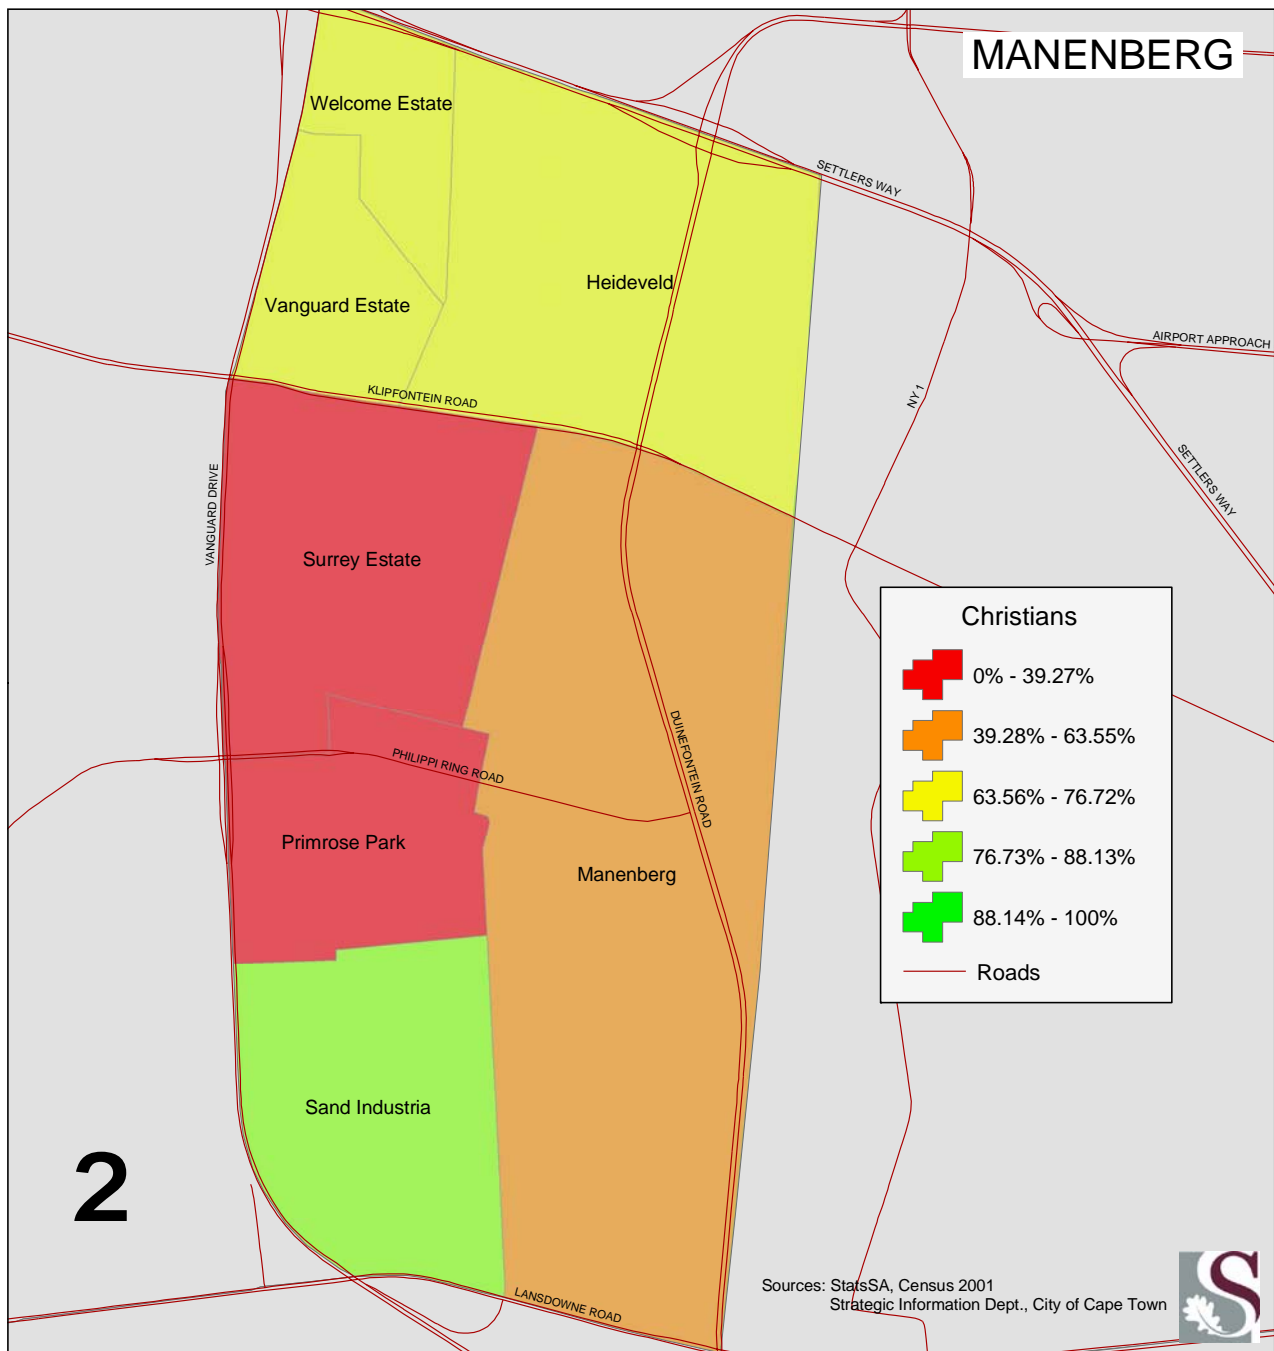 MANENBERG
Welcome Estate
SETTLERS WAY
Heideveld
Vanguard Estate
AIRPORT APPROACH
KLIPFONTEIN ROAD
NY 1
SETTLERS WAY
VANGUARD DRIVE
Surrey Estate
Christians
0% - 39.27%
39.28% - 63.55%
63.56% - 76.72%
76.73% - 88.13%
88.14% - 100%
Roads
DUINEFONTEIN ROAD
PHILIPPI RING ROAD
Primrose Park
Manenberg
Sand Industria
2
LANSDOWNE ROAD
Sources: StatsSA, Census 2001
Strategic Information Dept., City of Cape Town
S